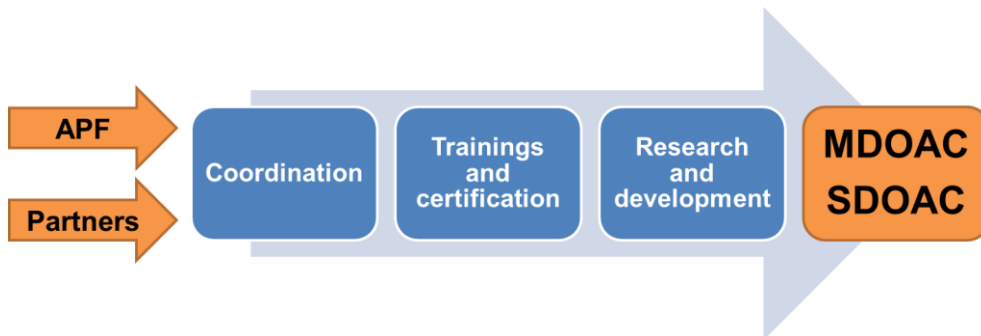 APF
Partners
Coordination
Trainings
and
certification
Research
and
development
MDOAC
SDOAC